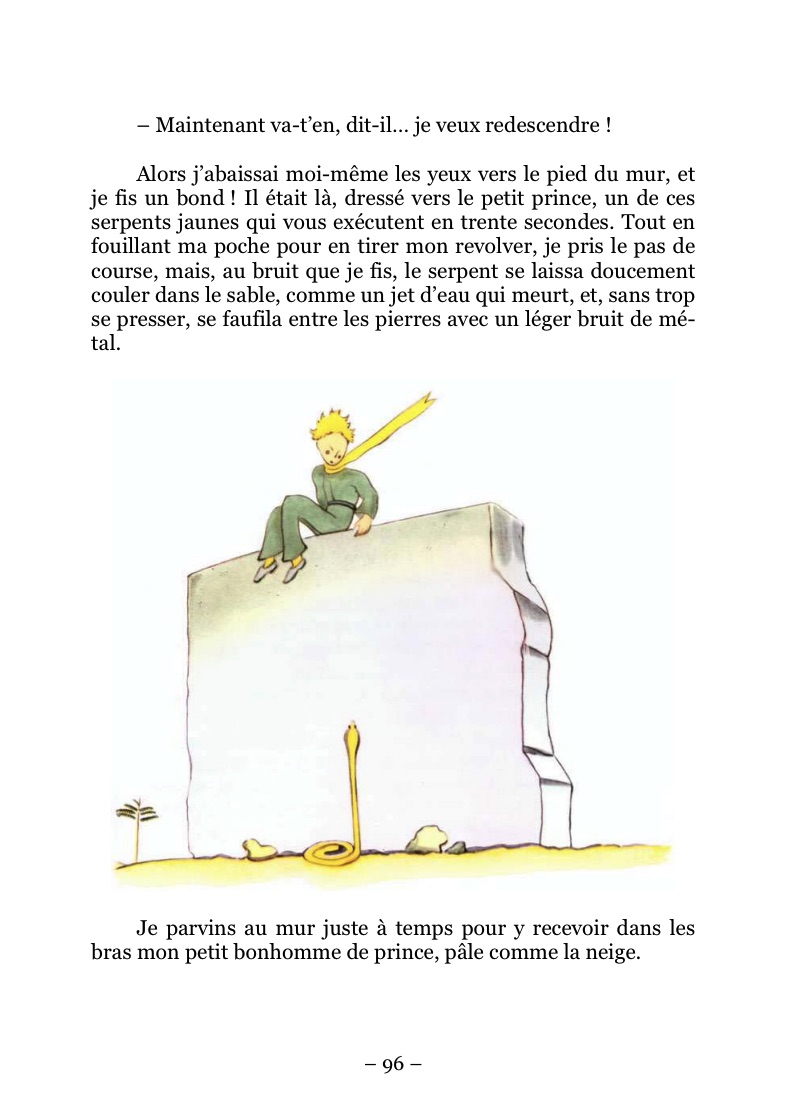 – Maintenant va-t’en, dit-il… je veux redescendre !
Alors j’abaissai moi-même les yeux vers le pied du mur, et
je fis un bond ! Il était là, dressé vers le petit prince, un de ces
serpents jaunes qui vous exécutent en trente secondes. Tout en
fouillant ma poche pour en tirer mon revolver, je pris le pas de
course, mais, au bruit que je fis, le serpent se laissa doucement
couler dans le sable, comme un jet d’eau qui meurt, et, sans trop
se presser, se faufila entre les pierres avec un léger bruit de mé-
tal.
Je parvins au mur juste à temps pour y recevoir dans les
bras mon petit bonhomme de prince, pâle comme la neige.
– 96 –